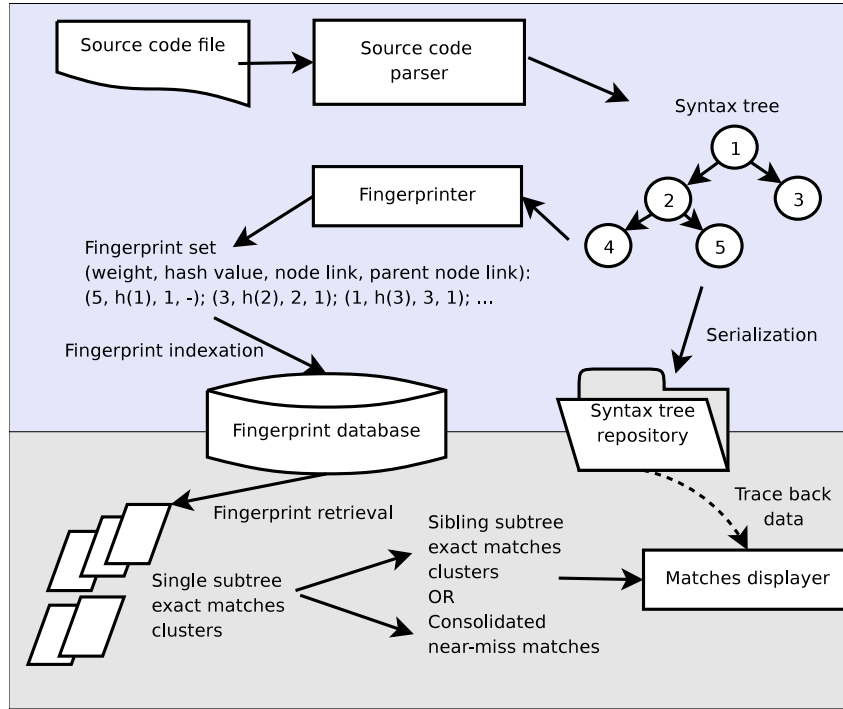 Source code file
Source code
parser
Syntax tree
1
2
3
4
5
Fingerprinter
Fingerprint set
(weight, hash value, node link, parent node link):
(5, h(1), 1, -); (3, h(2), 2, 1); (1, h(3), 3, 1); ...
Serialization
Fingerprint indexation
Fingerprint database
Syntax tree
repository
Fingerprint retrieval
Trace back
data
Single subtree
exact matches
clusters
Sibling subtree
exact matches
clusters
OR
Consolidated
near-miss matches
Matches displayer